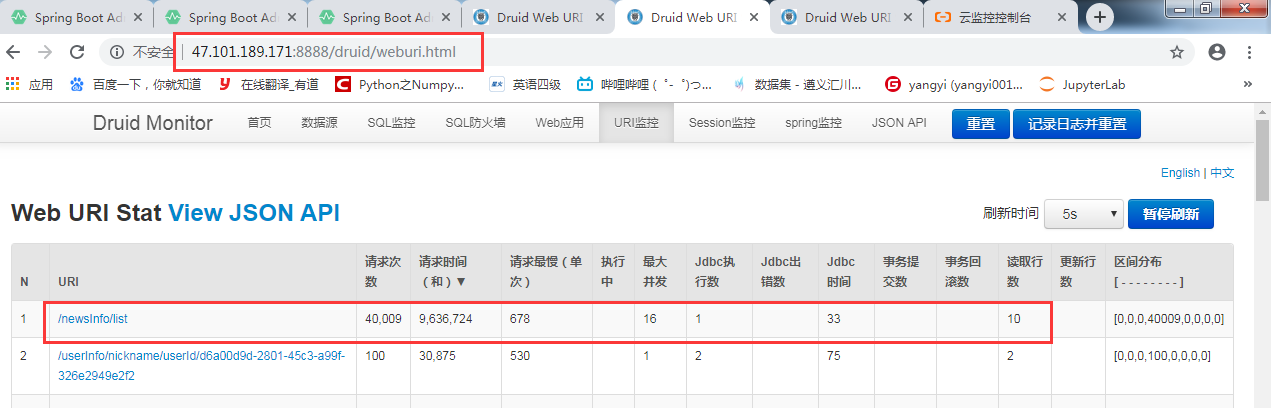 Spring Boot Ad
Spring Boot Ad
Spring Boot Ad
Druid Web URI
Druid Web URI
Druid Web URI
云监控控制台
不安全 | 47.101.189.171:8888/druid/weburi.html
应用
百度一下，你就知道
在线翻译_有道
Python之Numpy...
英语四级
哔哩哔哩 ( ゜- ゜)つ...
数据集 - 遵义汇川...
yangyi (yangyi001...
JupyterLab
»
Druid Monitor
首页
数据源
SQL监控
SQL防火墙
Web应用
URI监控
Session监控
spring监控
JSON API
重置
记录日志并重置
English | 中文
Web URI Stat View JSON API
刷新时间
5s
暂停刷新
N
URI
请求次数
请求时间（和）▼
请求最慢（单次）
执行中
最大并发
Jdbc执行数
Jdbc出错数
Jdbc时间
事务提交数
事务回滚数
读取行数
更新行数
区间分布
[ - - - - - - - - ]
1 /newsInfo/list 40,009 9,636,724 678 16 1 33 10 [0,0,0,40009,0,0,0,0]
2 /userInfo/nickname/userId/d6a00d9d-2801-45c3-a99f- 100 30,875 530 1 2 75 2 [0,0,0,100,0,0,0,0]
326e2949e2f2